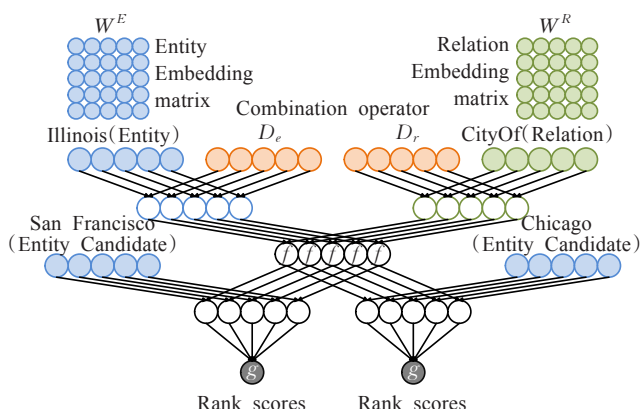 W^E
W^R
Entity
Embedding
matrix
Relation
Embedding
matrix
Combination operator
D_e
D_r
Illinois(Entity)
CityOf(Relation)
San Francisco
(Entity Candidate)
Chicago
(Entity Candidate)
f f f f f
g
g
Rank scores
Rank scores